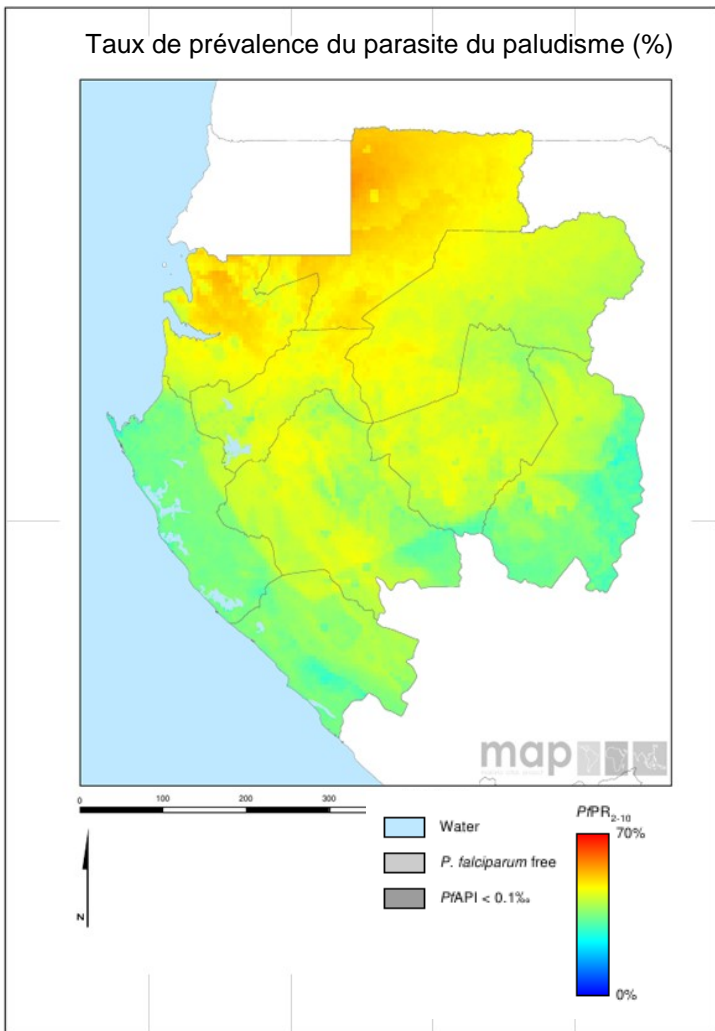 Taux de prévalence du parasite du paludisme (%)
map
0 100 200 300
Water
P. falciparum free
PfAPI < 0.1‰
PfPR2-10
70%
0%
N